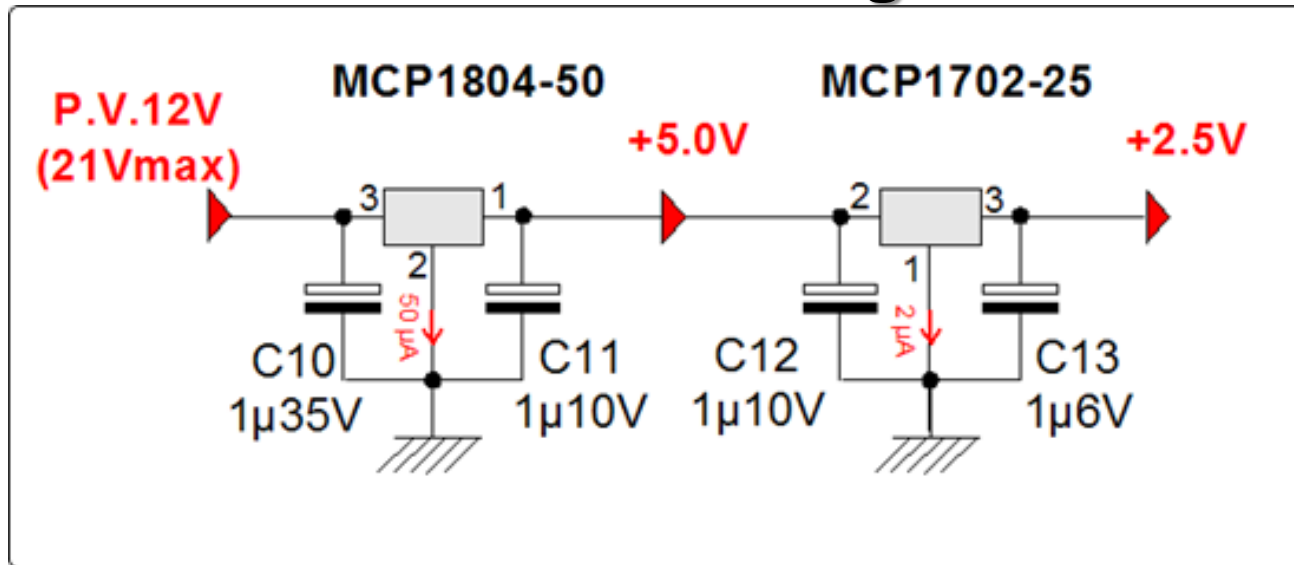 MCP1804-50
MCP1702-25
P.V.12V
(21Vmax)
+5.0V
+2.5V
3
1
2
50 µA
2
3
1
2 µA
C10
1µ35V
C11
1µ10V
C12
1µ10V
C13
1µ6V